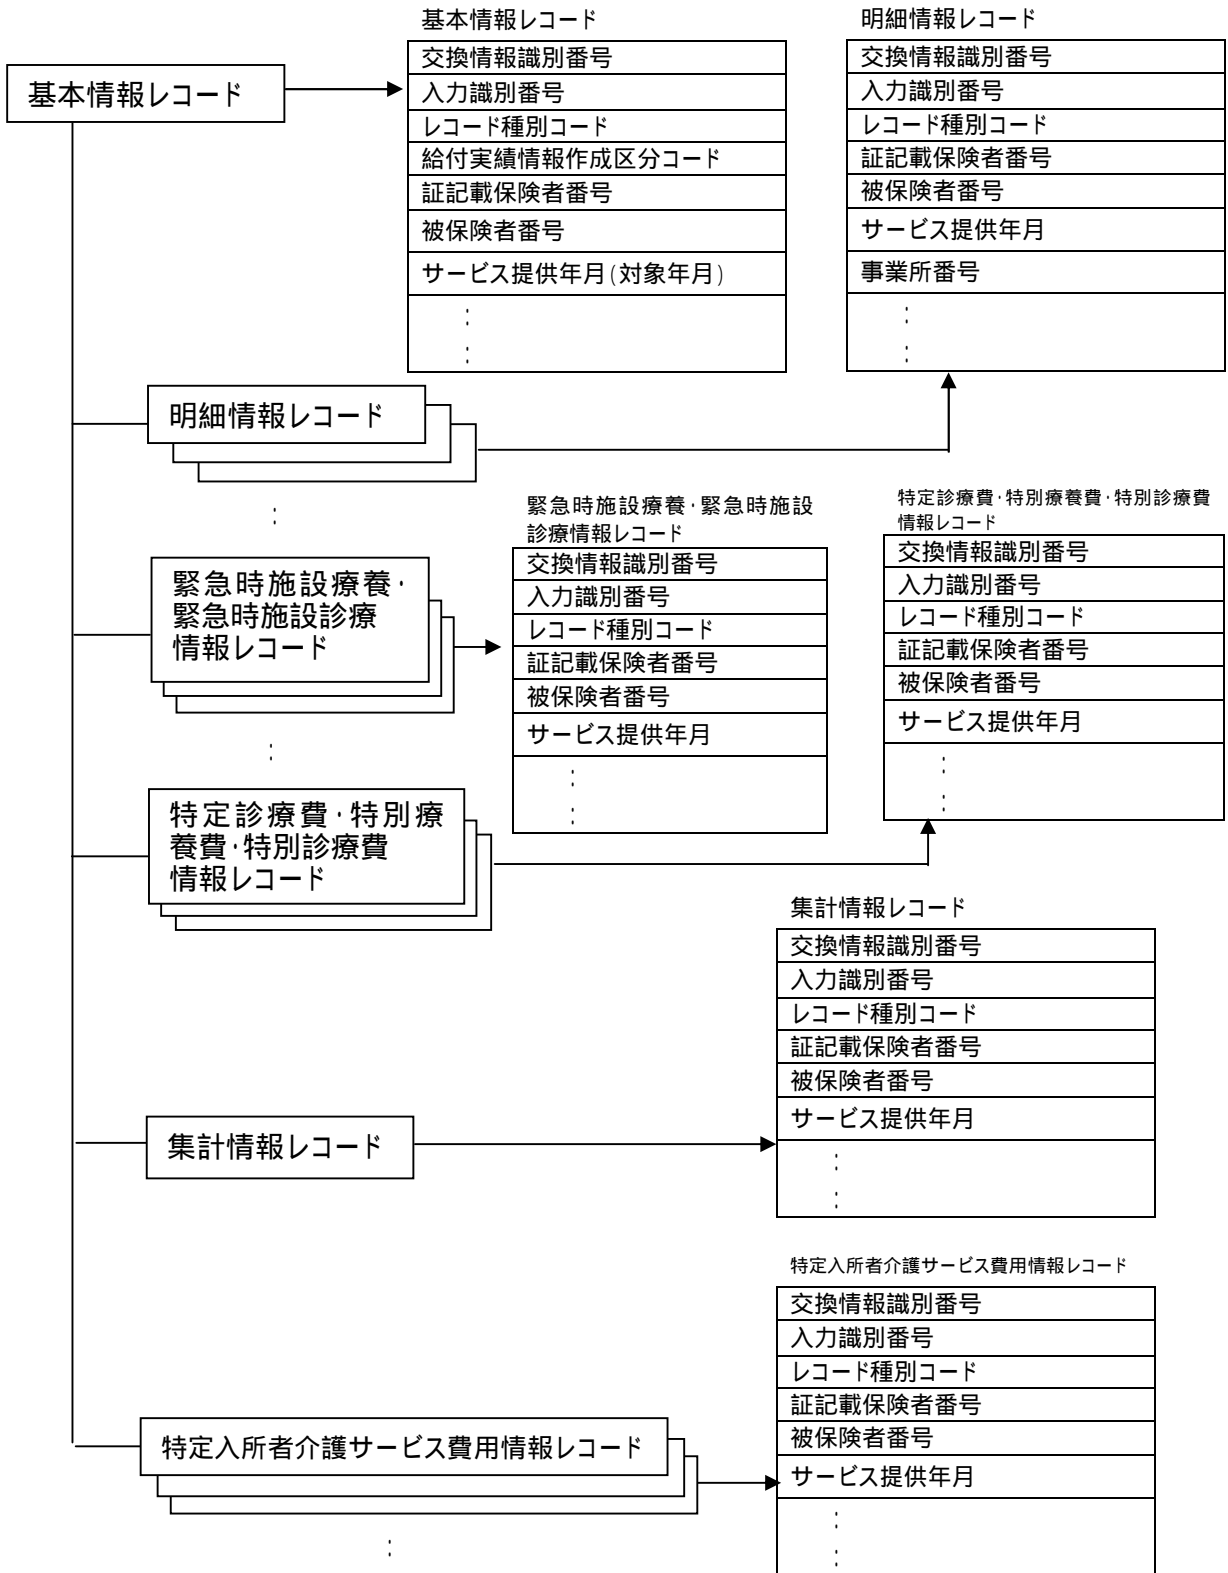 基本情報レコード
基本情報レコード
交換情報識別番号
入力識別番号
レコード種別コード
給付実績情報作成区分コード
証記載保険者番号
被保険者番号
サービス提供年月(対象年月)
明細情報レコード
交換情報識別番号
入力識別番号
レコード種別コード
証記載保険者番号
被保険者番号
サービス提供年月
事業所番号
明細情報レコード
緊急時施設療養・
緊急時施設診療
情報レコード
緊急時施設療養・緊急時施設
診療情報レコード
交換情報識別番号
入力識別番号
レコード種別コード
証記載保険者番号
被保険者番号
サービス提供年月
特定診療費・特別療養費・特別診療費
情報レコード
交換情報識別番号
入力識別番号
レコード種別コード
証記載保険者番号
被保険者番号
サービス提供年月
特定診療費・特別療
養費・特別診療費
情報レコード
集計情報レコード
集計情報レコード
交換情報識別番号
入力識別番号
レコード種別コード
証記載保険者番号
被保険者番号
サービス提供年月
特定入所者介護サービス費用情報レコード
特定入所者介護サービス費用情報レコード
交換情報識別番号
入力識別番号
レコード種別コード
証記載保険者番号
被保険者番号
サービス提供年月